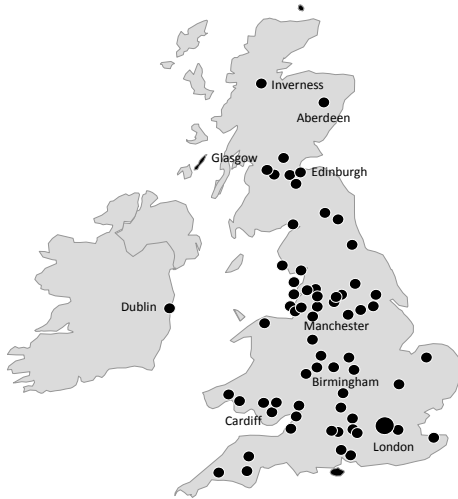 Inverness
Aberdeen
Glasgow
Edinburgh
Dublin
Manchester
Birmingham
Cardiff
London